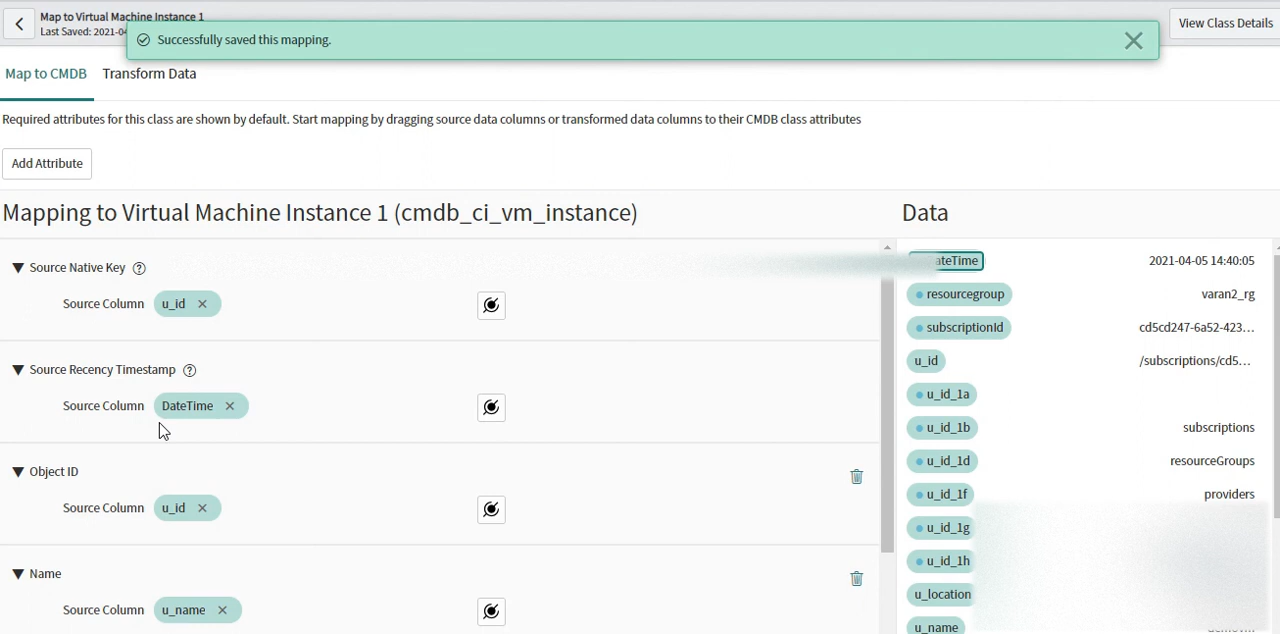 Map to Virtual Machine Instance 1
Last Saved: 2021-04
Successfully saved this mapping.
View Class Details
Map to CMDB
Transform Data
Required attributes for this class are shown by default. Start mapping by dragging source data columns or transformed data columns to their CMDB class attributes
Add Attribute
Mapping to Virtual Machine Instance 1 (cmdb_ci_vm_instance)
Source Native Key
Source Column u_id
Source Recency Timestamp
Source Column DateTime
Object ID
Source Column u_id
Name
Source Column u_name
Data
ateTime 2021-04-05 14:40:05
resourcegroup varan2_rg
subscriptionId cd5cd247-6a52-423...
u_id /subscriptions/cd5...
u_id_1a
u_id_1b subscriptions
u_id_1d resourceGroups
u_id_1f providers
u_id_1g
u_id_1h
u_location
u_name